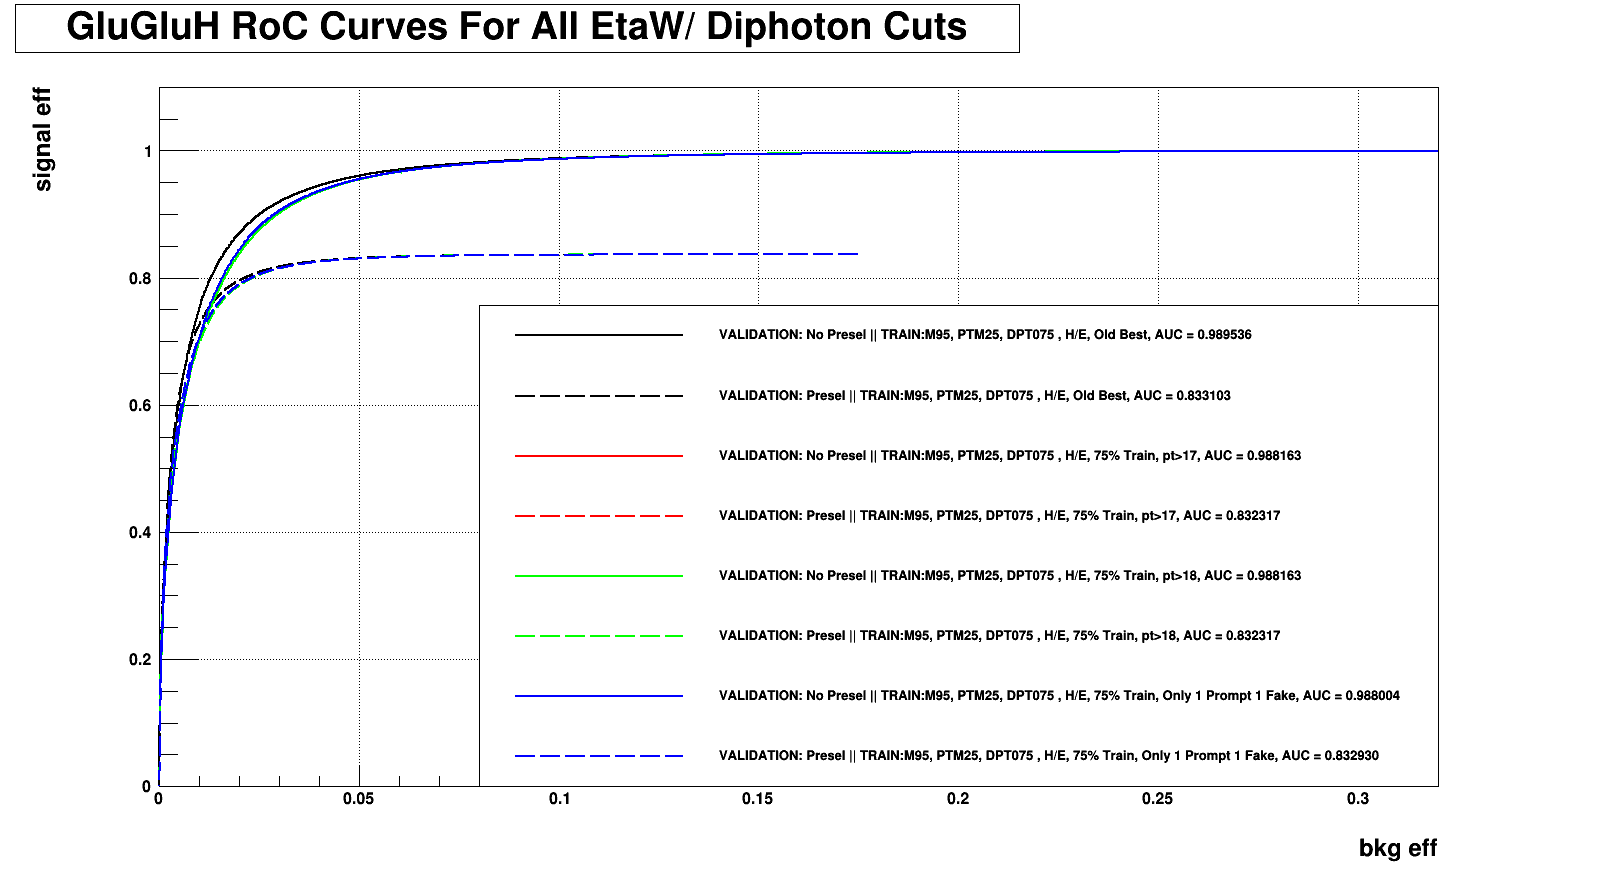 GluGluH RoC Curves For All EtaW/ Diphoton Cuts
signal eff
1
0.8
0.6
0.4
0.2
0
VALIDATION: No Presel || TRAIN:M95, PTM25, DPT075 , H/E, Old Best, AUC = 0.989536
VALIDATION: Presel || TRAIN:M95, PTM25, DPT075 , H/E, Old Best, AUC = 0.833103
VALIDATION: No Presel || TRAIN:M95, PTM25, DPT075 , H/E, 75% Train, pt>17, AUC = 0.988163
VALIDATION: Presel || TRAIN:M95, PTM25, DPT075 , H/E, 75% Train, pt>17, AUC = 0.832317
VALIDATION: No Presel || TRAIN:M95, PTM25, DPT075 , H/E, 75% Train, pt>18, AUC = 0.988163
VALIDATION: Presel || TRAIN:M95, PTM25, DPT075 , H/E, 75% Train, pt>18, AUC = 0.832317
VALIDATION: No Presel || TRAIN:M95, PTM25, DPT075 , H/E, 75% Train, Only 1 Prompt 1 Fake, AUC = 0.988004
VALIDATION: Presel || TRAIN:M95, PTM25, DPT075 , H/E, 75% Train, Only 1 Prompt 1 Fake, AUC = 0.832930
0 0.05 0.1 0.15 0.2 0.25 0.3
bkg eff